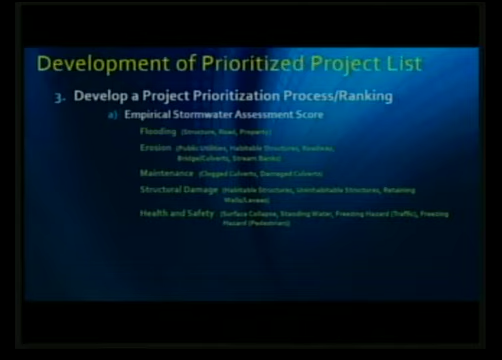 Development of Prioritized Project List
3. Develop a Project Prioritization Process/Ranking
a) Empirical Stormwater Assessment Score
Flooding (Structure, Road, Property)
Erosion (Public Utilities, Habitable Structures, Roadway,
Bridge/Culverts, Stream Banks)
Maintenance (Clogged Culverts, Damaged Culverts)
Structural Damage (Habitable Structures, Uninhabitable Structures, Retaining
Walls/Levees)
Health and Safety (Surface Collapse, Standing Water, Freezing Hazard (Traffic), Freezing
Hazard (Pedestrian))